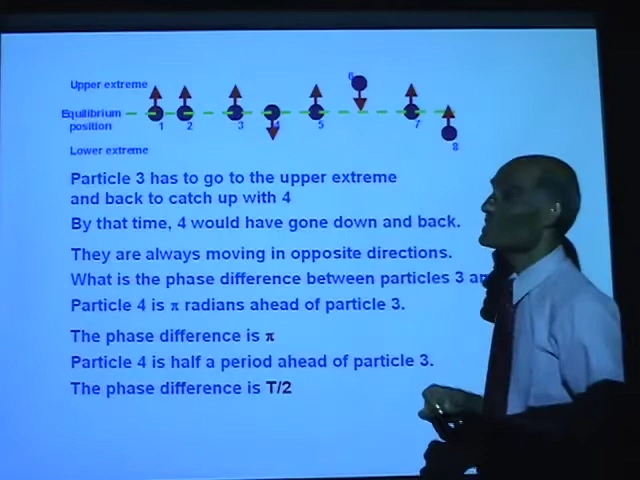 Upper extreme
6
Equilibrium
position
1 2 3 4 5 7
8
Lower extreme
Particle 3 has to go to the upper extreme
and back to catch up with 4
By that time, 4 would have gone down and back.
They are always moving in opposite directions.
What is the phase difference between particles 3 an
Particle 4 is π radians ahead of particle 3.
The phase difference is π
Particle 4 is half a period ahead of particle 3.
The phase difference is T/2